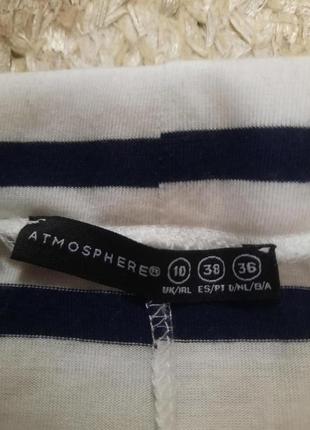 ATMOSPHERE® 10 38 36
UK/IRL ES/PT D/NL/B/A